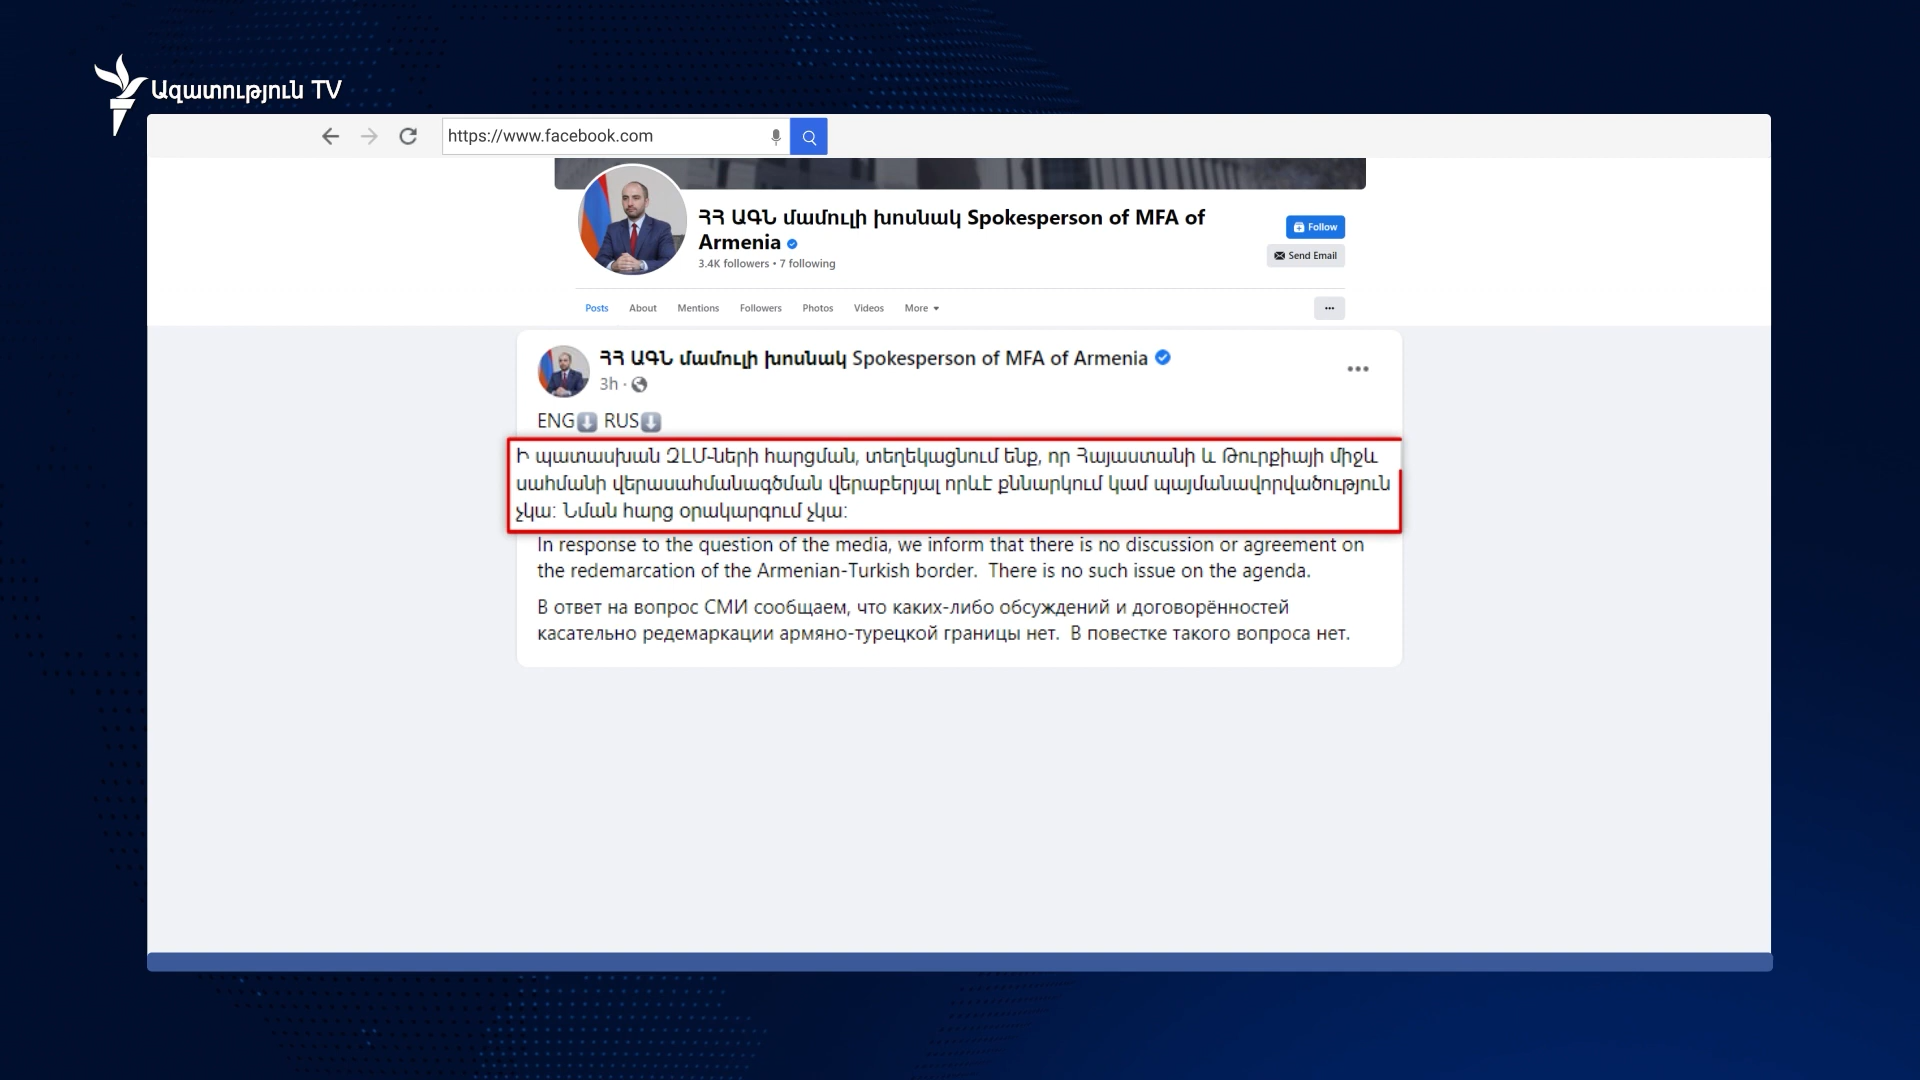 Ազատություն TV
https://www.facebook.com
ՀՀ ԱԳՆ մամուլի խոսնակ Spokesperson of MFA of
Armenia
3.4K followers • 7 following
Follow
Send Email
Posts About Mentions Followers Photos Videos More
ՀՀ ԱԳՆ մամուլի խոսնակ Spokesperson of MFA of Armenia
3h ·
ENG⬇️ RUS⬇️
Ի պատասխան ԶԼՄ-ների հարցման, տեղեկացնում ենք, որ Հայաստանի և Թուրքիայի միջև
սահմանի վերասահմանագծման վերաբերյալ որևէ քննարկում կամ պայմանավորվածություն
չկա: Նման հարց օրակարգում չկա:
In response to the question of the media, we inform that there is no discussion or agreement on
the redemarcation of the Armenian-Turkish border. There is no such issue on the agenda.
В ответ на вопрос СМИ сообщаем, что каких-либо обсуждений и договорённостей
касательно редемаркации армяно-турецкой границы нет. В повестке такого вопроса нет.